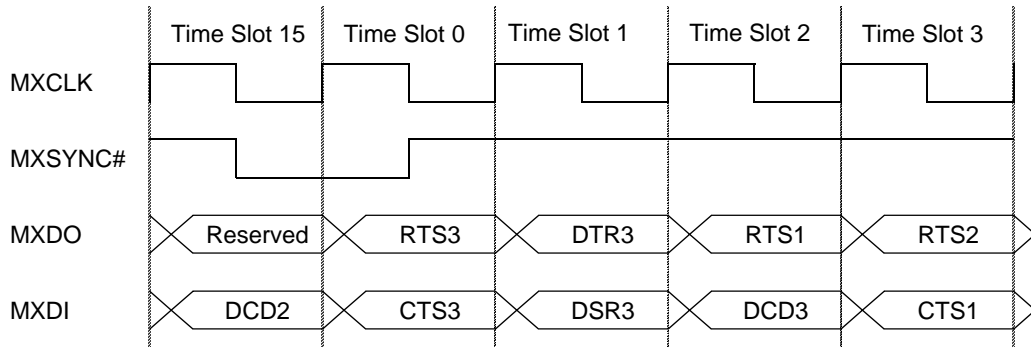 Time Slot 15 Time Slot 0 Time Slot 1 Time Slot 2 Time Slot 3
MXCLK
MXSYNC#
MXDO Reserved RTS3 DTR3 RTS1 RTS2
MXDI DCD2 CTS3 DSR3 DCD3 CTS1